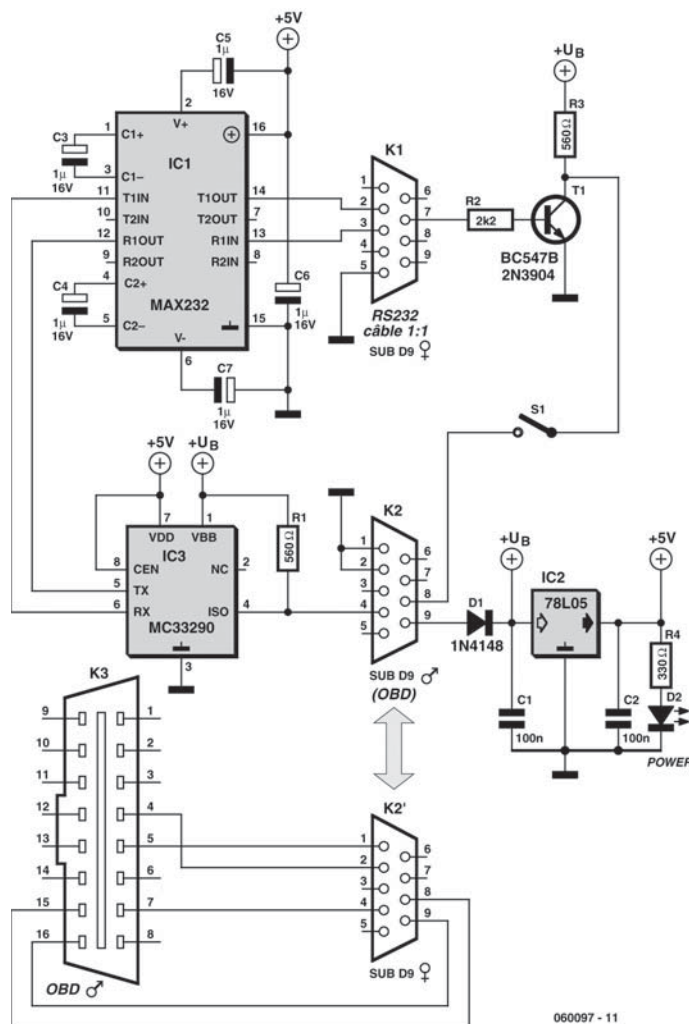 +5V
C5
1µ
16V
2
V+
+UB
R3
560Ω
C3
1µ
16V
1
C1+
16
3
C1–
IC1
11
T1IN
T1OUT
14
10
T2IN
T2OUT
7
12
R1OUT
R1IN
13
9
R2OUT
R2IN
8
4
C2+
C4
1µ
16V
MAX232
5
C2–
15
V-
6
C6
1µ
16V
C7
1µ
16V
K1
1
2
3
4
5
6
7
8
9
RS232
câble 1:1
SUB D9 ♀
R2
2k2
T1
BC547B
2N3904
S1
+5V
+UB
7
1
VDD
VBB
IC3
8
CEN
NC
2
5
TX
6
RX
ISO
4
MC33290
3
R1
560Ω
K2
1
2
3
4
5
6
7
8
9
SUB D9 ♂
(OBD)
D1
1N4148
+UB
IC2
78L05
+5V
R4
330Ω
C1
100n
C2
100n
D2
POWER
K3
9
10
11
12
13
14
15
16
1
2
3
4
5
6
7
8
OBD ♂
K2'
1
2
3
4
5
6
7
8
9
SUB D9 ♀
060097 - 11